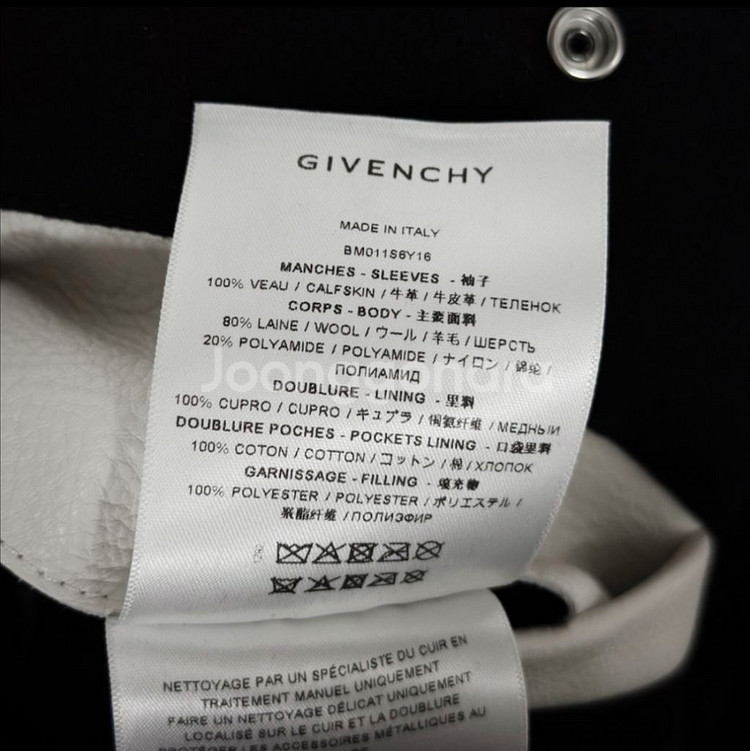 GIVENCHY
MADE IN ITALY
BM011S6Y16
MANCHES - SLEEVES - 袖子
100% VEAU / CALFSKIN / 牛革 / 牛皮革 / ТЕЛЕНОК
CORPS - BODY - 主要面料
80% LAINE / WOOL / ウール / 羊毛 / ШЕРСТЬ
20% POLYAMIDE / POLYAMIDE / ナイロン / 锦纶 /
ПОЛИАМИД
Joonggonara
DOUBLURE - LINING - 里料
100% CUPRO / CUPRO / キュプラ / 铜氨纤维 / МЕДНЫЙ
DOUBLURE POCHES - POCKETS LINING - 口袋里料
100% COTON / COTTON / コットン / 棉 / ХЛОПОК
GARNISSAGE - FILLING - 填充物
100% POLYESTER / POLYESTER / ポリエステル /
聚酯纤维 / ПОЛИЭФИР
NETTOYAGE PAR UN SPÉCIALISTE DU CUIR EN
TRAITEMENT MANUEL UNIQUEMENT
FAIRE UN NETTOYAGE DÉLICAT UNIQUEMENT
LOCALISÉ SUR LE CUIR ET LA DOUBLURE
PROTÉGER LES ACCESSOIRES MÉTALLIQUES AU